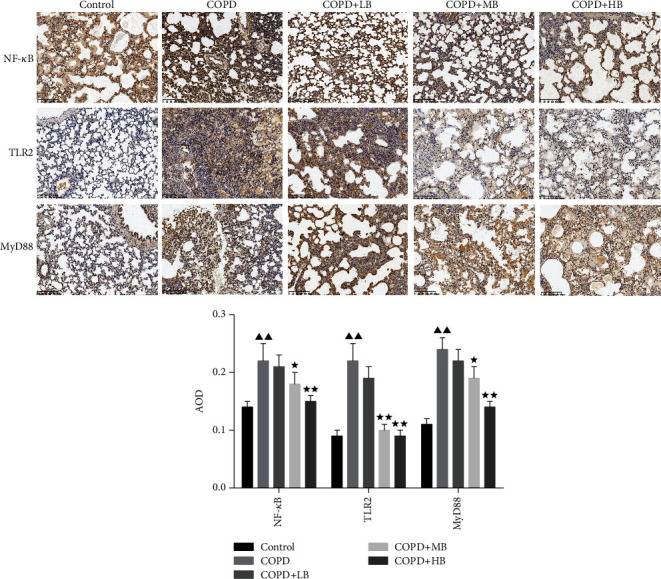 Control COPD COPD+LB COPD+MB COPD+HB
NF-κB
TLR2
MyD88
0.3
0.2
0.1
0.0
AOD
▲▲ ★ ★★
▲▲ ★★ ★★
▲▲ ★ ★★
NF-κB TLR2 MyD88
Control
COPD
COPD+LB
COPD+MB
COPD+HB